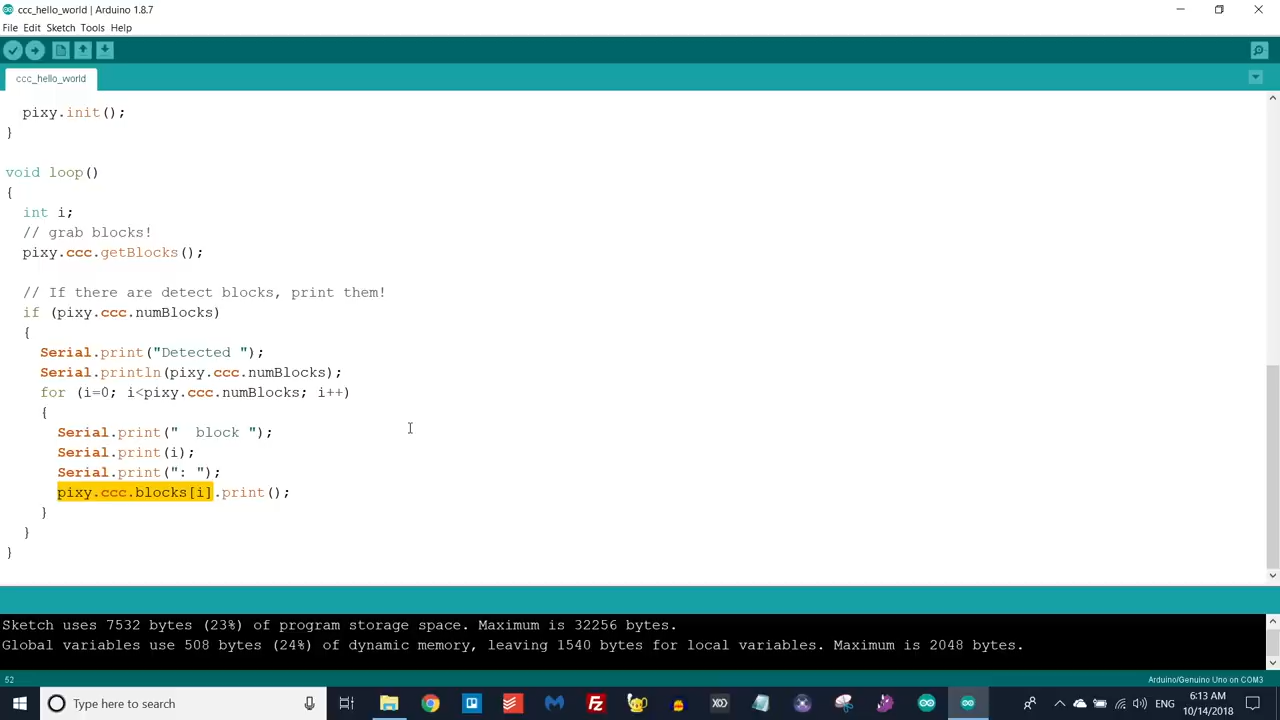 ccc_hello_world | Arduino 1.8.7
File Edit Sketch Tools Help
ccc_hello_world
pixy.init();
}
void loop()
{
int i;
// grab blocks!
pixy.ccc.getBlocks();
// If there are detect blocks, print them!
if (pixy.ccc.numBlocks)
{
Serial.print("Detected ");
Serial.println(pixy.ccc.numBlocks);
for (i=0; i<pixy.ccc.numBlocks; i++)
{
Serial.print("  block ");
Serial.print(i);
Serial.print(": ");
pixy.ccc.blocks[i].print();
}
}
}
Sketch uses 7532 bytes (23%) of program storage space. Maximum is 32256 bytes.
Global variables use 508 bytes (24%) of dynamic memory, leaving 1540 bytes for local variables. Maximum is 2048 bytes.
52
Arduino/Genuino Uno on COM3
Type here to search
XD
ENG
6:13 AM
10/14/2018